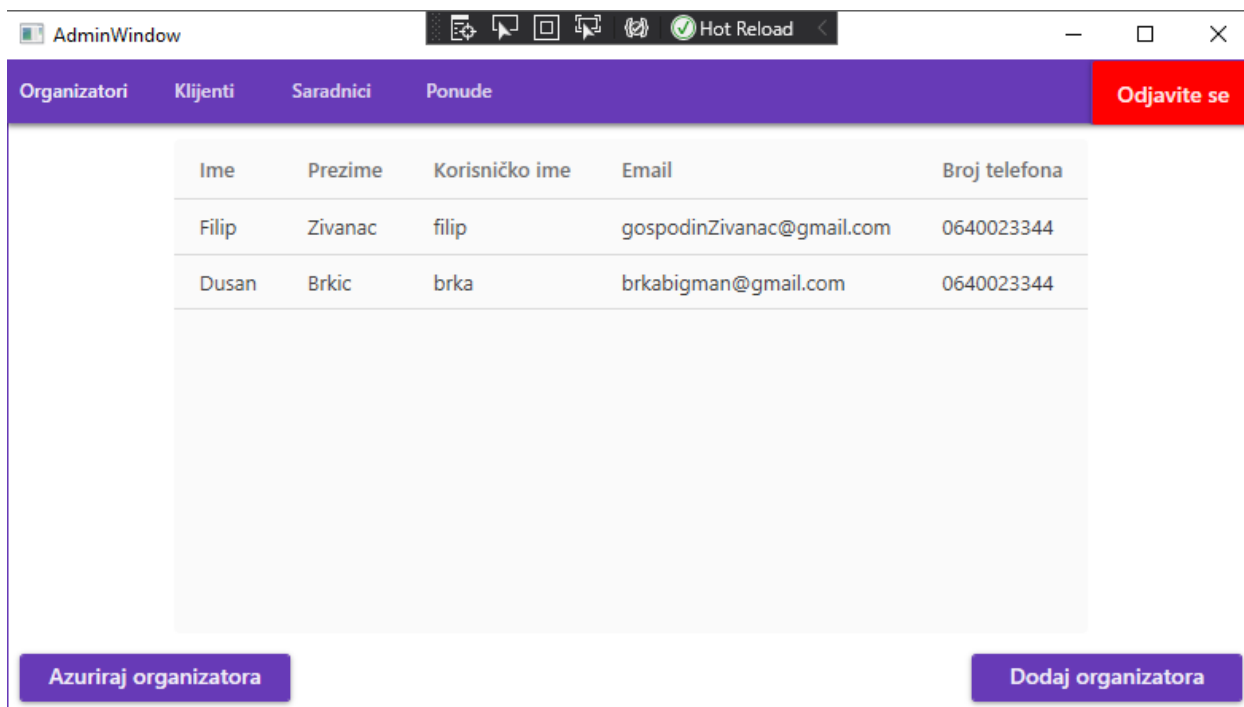 AdminWindow Hot Reload
Organizatori Klijenti Saradnici Ponude Odjavite se
Ime Prezime Korisničko ime Email Broj telefona
Filip Zivanac filip gospodinZivanac@gmail.com 0640023344
Dusan Brkic brka brkabigman@gmail.com 0640023344
Azuriraj organizatora Dodaj organizatora